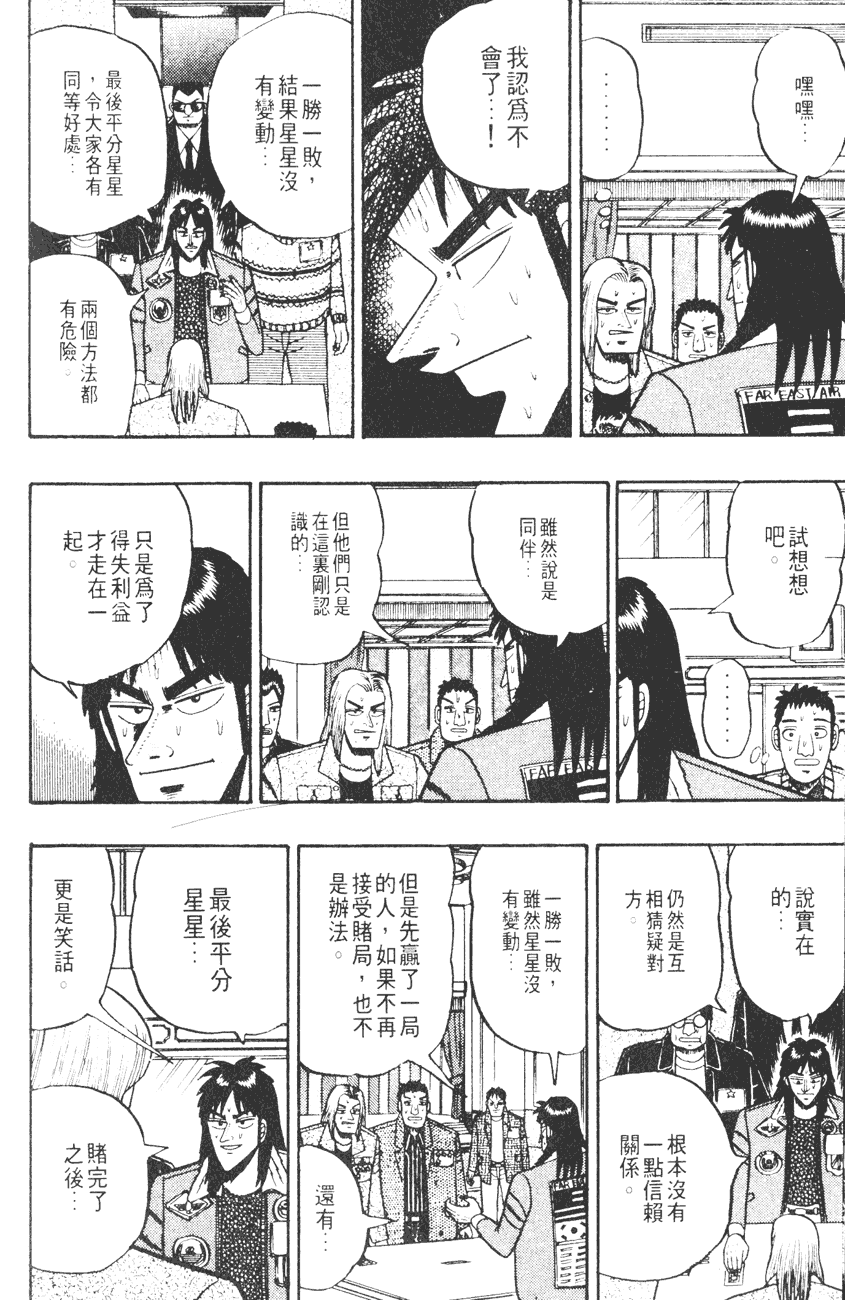 嘿嘿…
………
FAR EAST AIR
我認爲不
會了…！
一勝一敗，
結果星星沒
有變動…
最後平分星星
，令大家各有
同等好處…
兩個方法都
有危險。
試想想
吧。
………
雖然說是
同伴…
但他們只是
在這裏剛認
識的…
FAR EAST
只是爲了
得失利益
才走在一
起。
說實在
的…
仍然是互
相猜疑對
方。
根本沒有
一點信賴
關係。
一勝一敗，
雖然星星沒
有變動…
但是先贏了一局
的人，如果不再
接受賭局，也不
是辦法。
還有…
最後平分
星星…
更是笑話。
賭完了
之後…